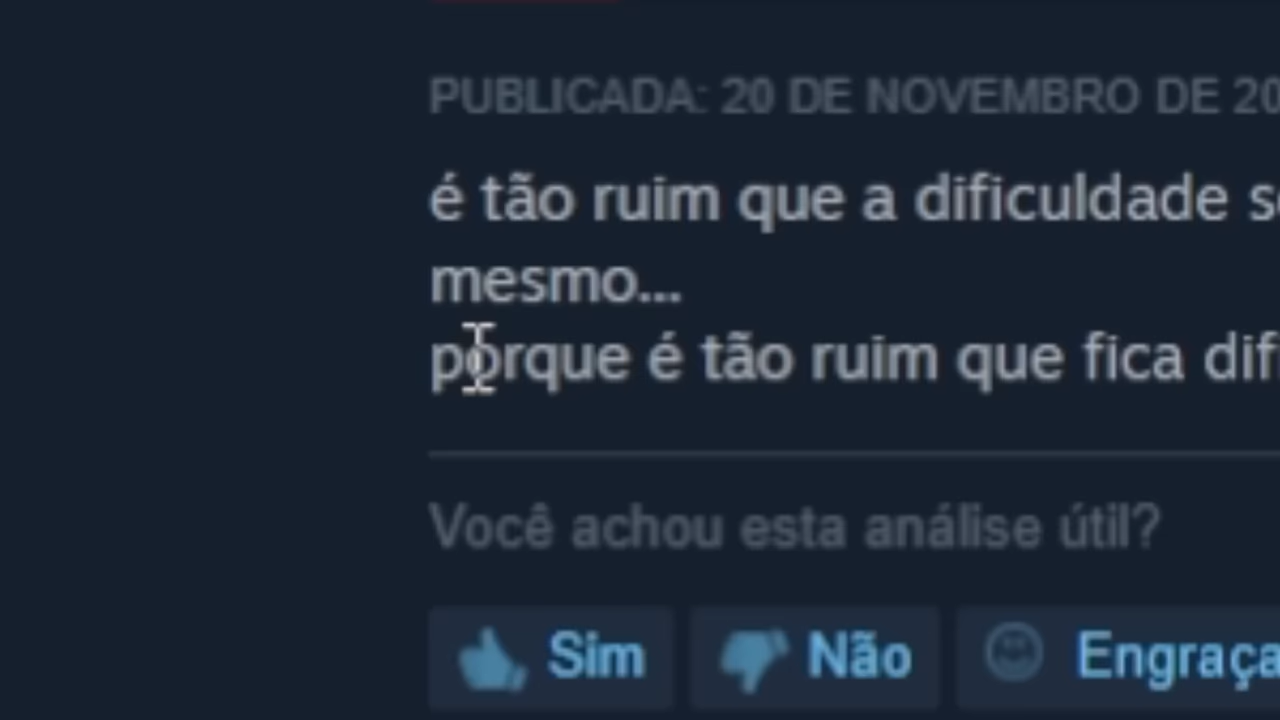 PUBLICADA: 20 DE NOVEMBRO DE
é tão ruim que a dificuldade
mesmo...
porque é tão ruim que fica
Você achou esta análise útil?
Sim
Não